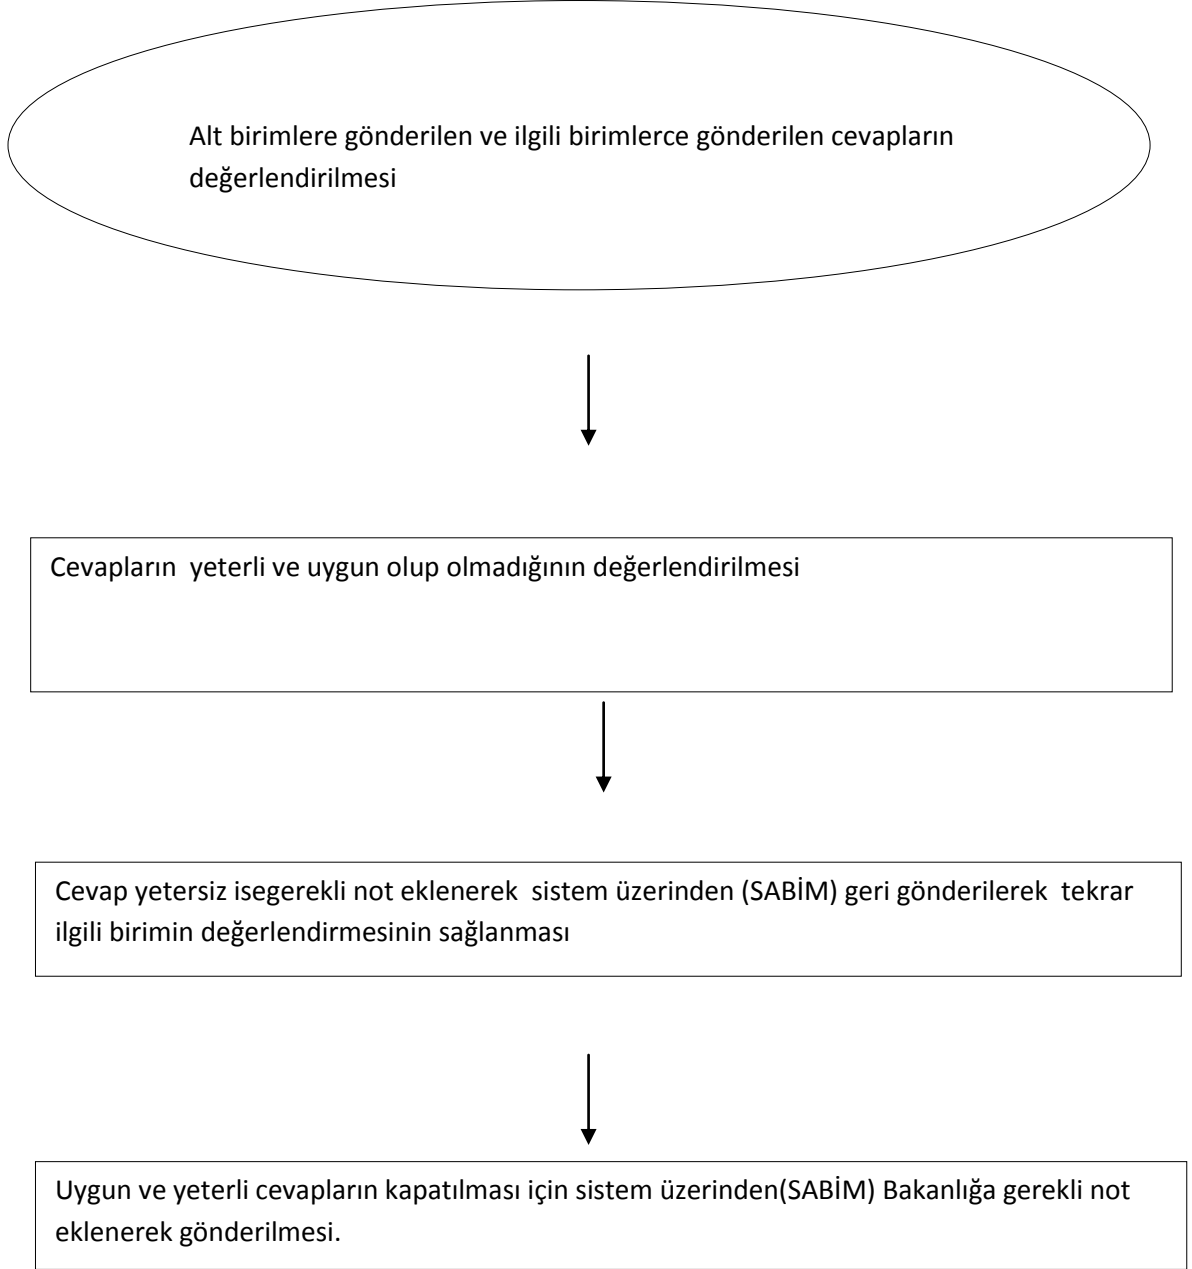 Alt birimlere gönderilen ve ilgili birimlerce gönderilen cevapların
değerlendirilmesi
Cevapların  yeterli ve uygun olup olmadığının değerlendirilmesi
Cevap yetersiz isegerekli not eklenerek  sistem üzerinden (SABİM) geri gönderilerek  tekrar
ilgili birimin değerlendirmesinin sağlanması
Uygun ve yeterli cevapların kapatılması için sistem üzerinden(SABİM) Bakanlığa gerekli not
eklenerek gönderilmesi.